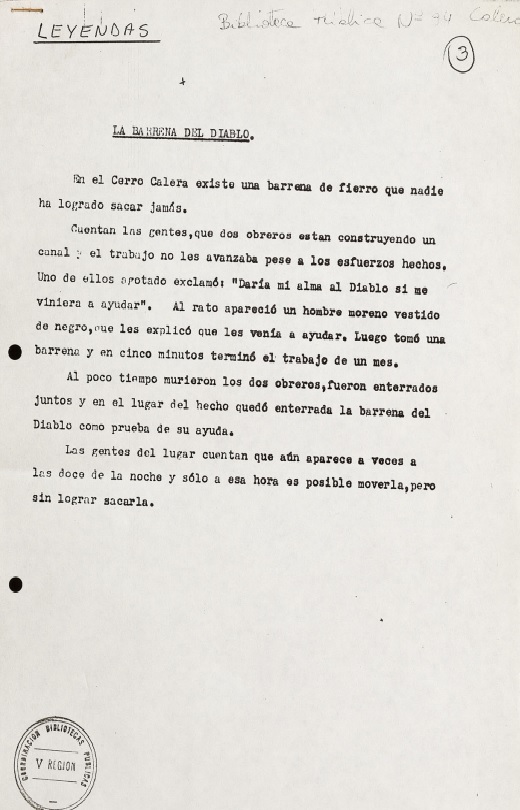 LEYENDAS
Biblioteca Pública Nº 94 Calera
3
LA BARRENA DEL DIABLO.
En el Cerro Calera existe una barrena de fierro que nadie
ha logrado sacar jamás.
Cuentan las gentes,que dos obreros estan construyendo un
canal y el trabajo no les avanzaba pese a los esfuerzos hechos.
Uno de ellos agotado exclamó: "Daría mi alma al Diablo si me
viniera a ayudar". Al rato apareció un hombre moreno vestido
de negro,que les explicó que les venía a ayudar. Luego tomó una
barrena y en cinco minutos terminó el trabajo de un mes.
Al poco tiempo murieron los dos obreros,fueron enterrados
juntos y en el lugar del hecho quedó enterrada la barrena del
Diablo como prueba de su ayuda.
Las gentes del lugar cuentan que aún aparece a veces a
las doce de la noche y sólo a esa hora es posible moverla,pero
sin lograr sacarla.
COORDINACION BIBLIOTECAS PUBLICAS
V REGION